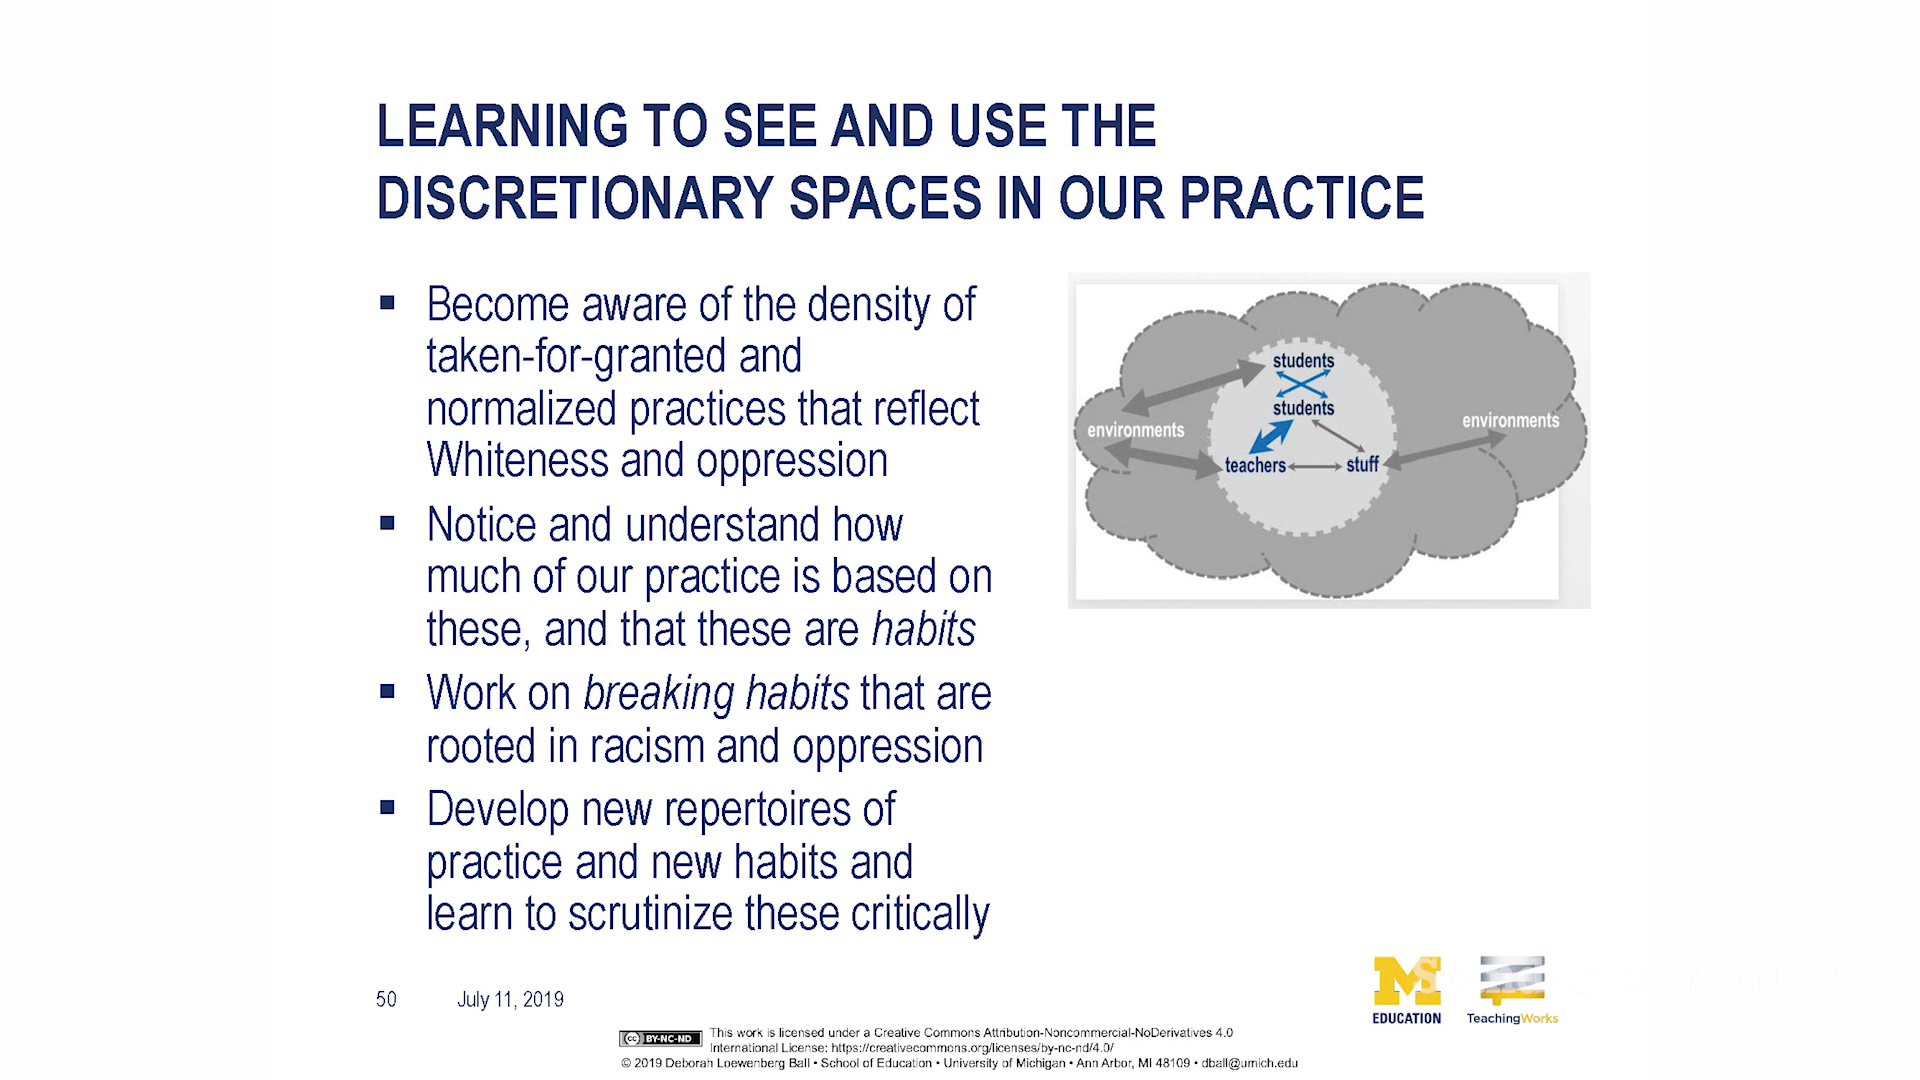 LEARNING TO SEE AND USE THE
DISCRETIONARY SPACES IN OUR PRACTICE
▪ Become aware of the density of
taken-for-granted and
normalized practices that reflect
Whiteness and oppression
▪ Notice and understand how
much of our practice is based on
these, and that these are habits
▪ Work on breaking habits that are
rooted in racism and oppression
▪ Develop new repertoires of
practice and new habits and
learn to scrutinize these critically
students
students
environments
environments
teachers
stuff
50 July 11, 2019
M
EDUCATION
TeachingWorks
cc BY-NC-ND
This work is licensed under a Creative Commons Attribution-Noncommercial-NoDerivatives 4.0
International License: https://creativecommons.org/licenses/by-nc-nd/4.0/
© 2019 Deborah Loewenberg Ball • School of Education • University of Michigan • Ann Arbor, MI 48109 • dball@umich.edu